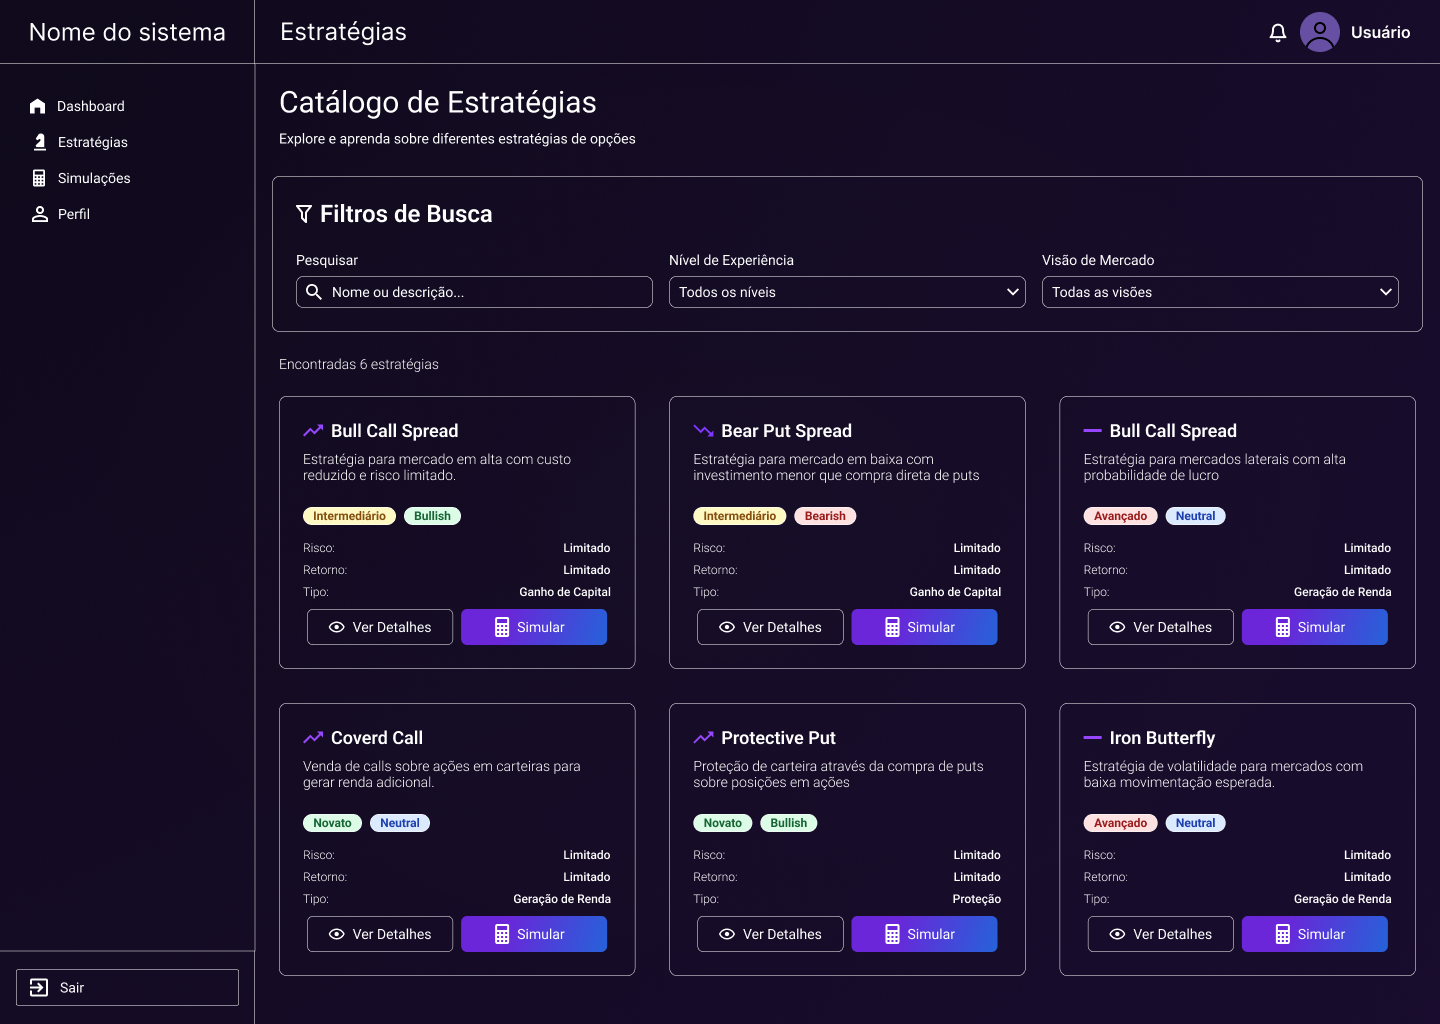 Nome do sistema
Estratégias
Usuário
Dashboard
Estratégias
Simulações
Perfil
Sair
Catálogo de Estratégias
Explore e aprenda sobre diferentes estratégias de opções
Filtros de Busca
Pesquisar
Nome ou descrição...
Nível de Experiência
Todos os níveis
Visão de Mercado
Todas as visões
Encontradas 6 estratégias
Bull Call Spread
Estratégia para mercado em alta com custo
reduzido e risco limitado.
Intermediário Bullish
Risco: Limitado
Retorno: Limitado
Tipo: Ganho de Capital
Ver Detalhes Simular
Bear Put Spread
Estratégia para mercado em baixa com
investimento menor que compra direta de puts
Intermediário Bearish
Risco: Limitado
Retorno: Limitado
Tipo: Ganho de Capital
Ver Detalhes Simular
Bull Call Spread
Estratégia para mercados laterais com alta
probabilidade de lucro
Avançado Neutral
Risco: Limitado
Retorno: Limitado
Tipo: Geração de Renda
Ver Detalhes Simular
Coverd Call
Venda de calls sobre ações em carteiras para
gerar renda adicional.
Novato Neutral
Risco: Limitado
Retorno: Limitado
Tipo: Geração de Renda
Ver Detalhes Simular
Protective Put
Proteção de carteira através da compra de puts
sobre posições em ações
Novato Bullish
Risco: Limitado
Retorno: Limitado
Tipo: Proteção
Ver Detalhes Simular
Iron Butterfly
Estratégia de volatilidade para mercados com
baixa movimentação esperada.
Avançado Neutral
Risco: Limitado
Retorno: Limitado
Tipo: Geração de Renda
Ver Detalhes Simular